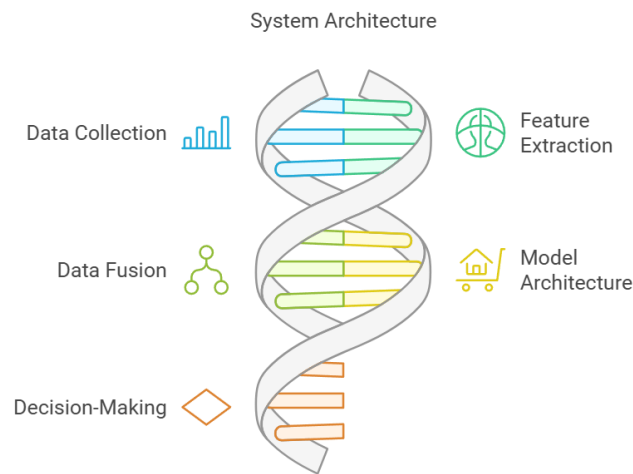 System Architecture
Data Collection
Feature
Extraction
Data Fusion
Model
Architecture
Decision-Making